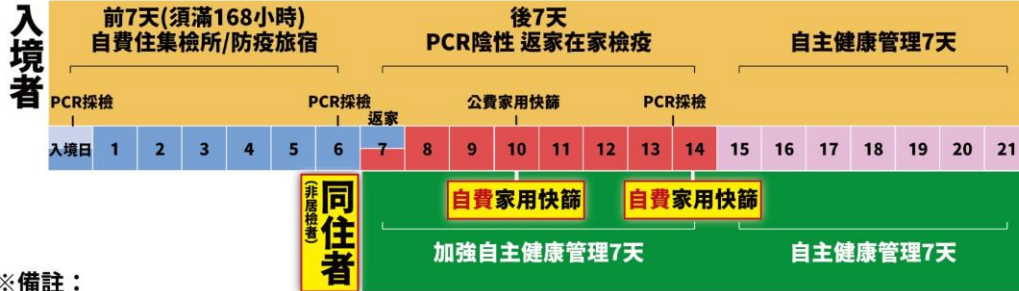 入境者
前7天(須滿168小時)
自費住集檢所/防疫旅宿
後7天
PCR陰性 返家在家檢疫
自主健康管理7天
PCR採檢
PCR採檢
返家
公費家用快篩
PCR採檢
入境日 1 2 3 4 5 6 7 8 9 10 11 12 13 14 15 16 17 18 19 20 21
同住者
(非居檢者)
自費家用快篩
自費家用快篩
加強自主健康管理7天
自主健康管理7天
※備註：